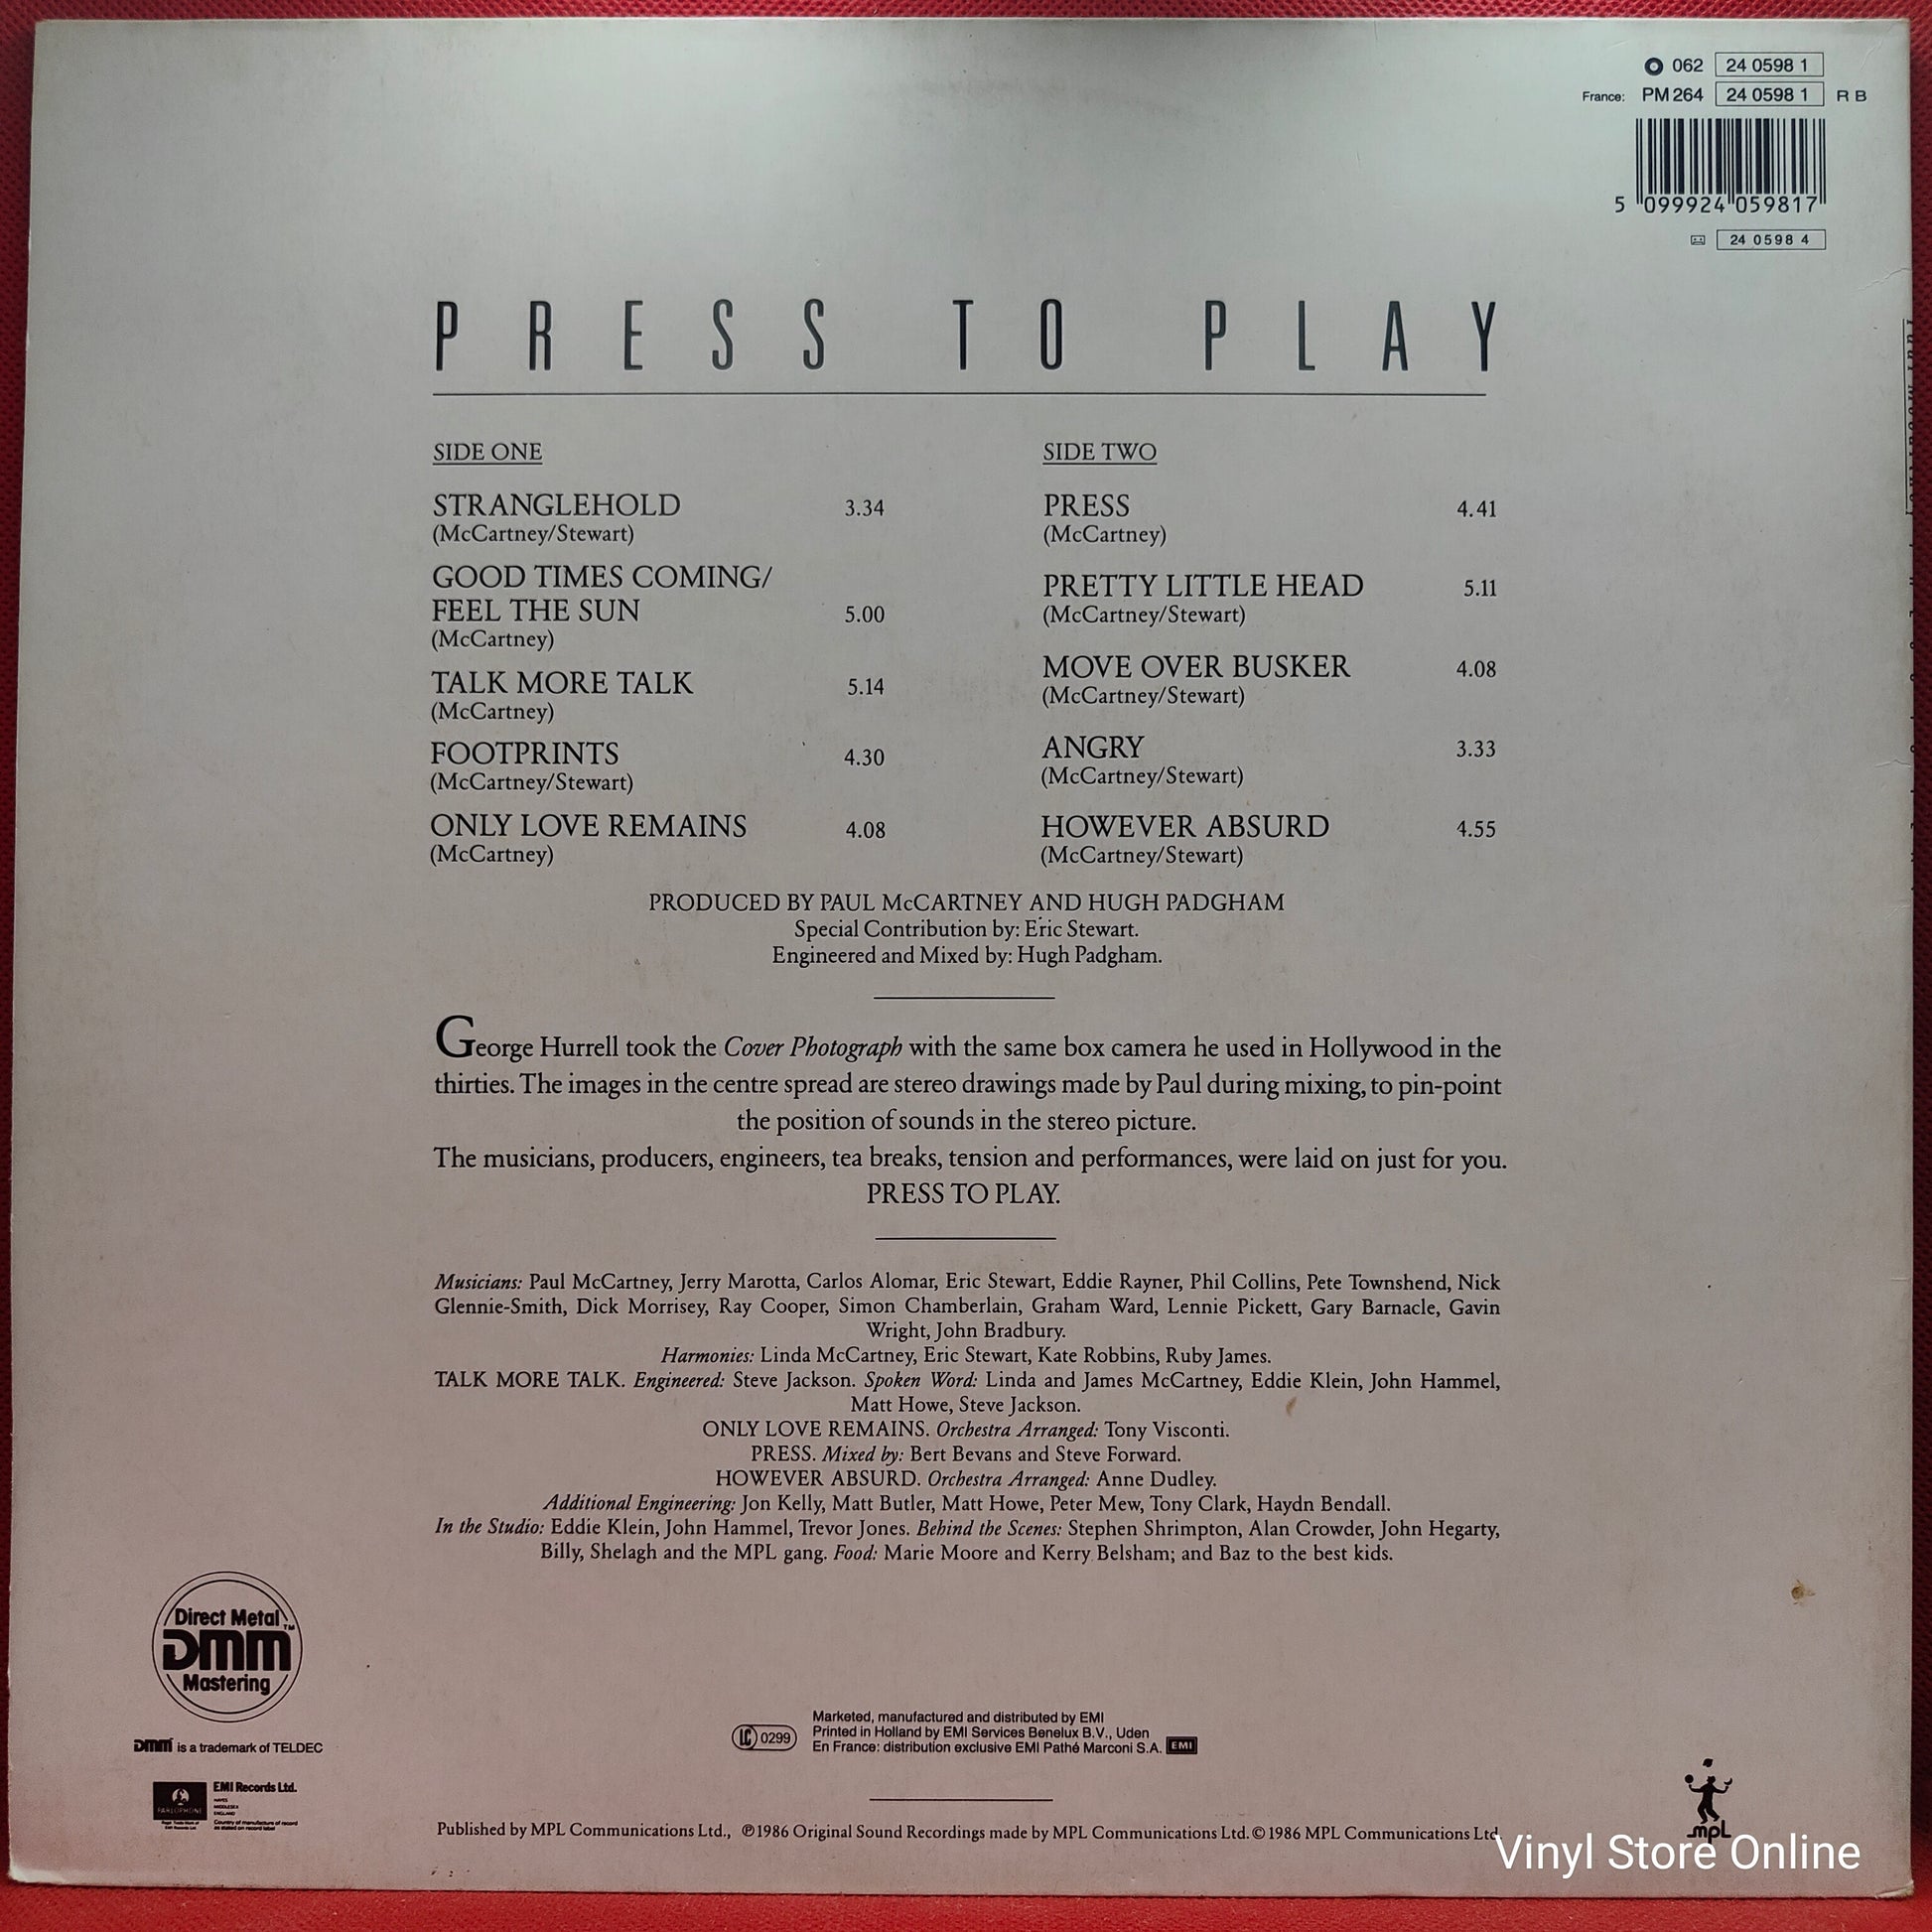 062 24 0598 1
France: PM 264 24 0598 1 R B
5 099924 059817
24 0598 4
PRESS TO PLAY
SIDE ONE
STRANGLEHOLD 3.34
(McCartney/Stewart)
GOOD TIMES COMING/
FEEL THE SUN 5.00
(McCartney)
TALK MORE TALK 5.14
(McCartney)
FOOTPRINTS 4.30
(McCartney/Stewart)
ONLY LOVE REMAINS 4.08
(McCartney)
SIDE TWO
PRESS 4.41
(McCartney)
PRETTY LITTLE HEAD 5.11
(McCartney/Stewart)
MOVE OVER BUSKER 4.08
(McCartney/Stewart)
ANGRY 3.33
(McCartney/Stewart)
HOWEVER ABSURD 4.55
(McCartney/Stewart)
PRODUCED BY PAUL McCARTNEY AND HUGH PADGHAM
Special Contribution by: Eric Stewart.
Engineered and Mixed by: Hugh Padgham.
George Hurrell took the Cover Photograph with the same box camera he used in Hollywood in the
thirties. The images in the centre spread are stereo drawings made by Paul during mixing, to pin-point
the position of sounds in the stereo picture.
The musicians, producers, engineers, tea breaks, tension and performances, were laid on just for you.
PRESS TO PLAY.
Musicians: Paul McCartney, Jerry Marotta, Carlos Alomar, Eric Stewart, Eddie Rayner, Phil Collins, Pete Townshend, Nick
Glennie-Smith, Dick Morrisey, Ray Cooper, Simon Chamberlain, Graham Ward, Lennie Pickett, Gary Barnacle, Gavin
Wright, John Bradbury.
Harmonies: Linda McCartney, Eric Stewart, Kate Robbins, Ruby James.
TALK MORE TALK. Engineered: Steve Jackson. Spoken Word: Linda and James McCartney, Eddie Klein, John Hammel,
Matt Howe, Steve Jackson.
ONLY LOVE REMAINS. Orchestra Arranged: Tony Visconti.
PRESS. Mixed by: Bert Bevans and Steve Forward.
HOWEVER ABSURD. Orchestra Arranged: Anne Dudley.
Additional Engineering: Jon Kelly, Matt Butler, Matt Howe, Peter Mew, Tony Clark, Haydn Bendall.
In the Studio: Eddie Klein, John Hammel, Trevor Jones. Behind the Scenes: Stephen Shrimpton, Alan Crowder, John Hegarty,
Billy, Shelagh and the MPL gang. Food: Marie Moore and Kerry Belsham; and Baz to the best kids.
Direct Metal
DMM™
Mastering
DMM is a trademark of TELDEC
PARLOPHONE
EMI Records Ltd.
HAYES
MIDDLESEX
ENGLAND
Country of manufacture of record
as stated on record label
LC 0299
Marketed, manufactured and distributed by EMI
Printed in Holland by EMI Services Benelux B.V., Uden
En France: distribution exclusive EMI Pathé Marconi S.A. EMI
Published by MPL Communications Ltd., ℗ 1986 Original Sound Recordings made by MPL Communications Ltd. © 1986 MPL Communications Ltd.
mpl
Vinyl Store Online